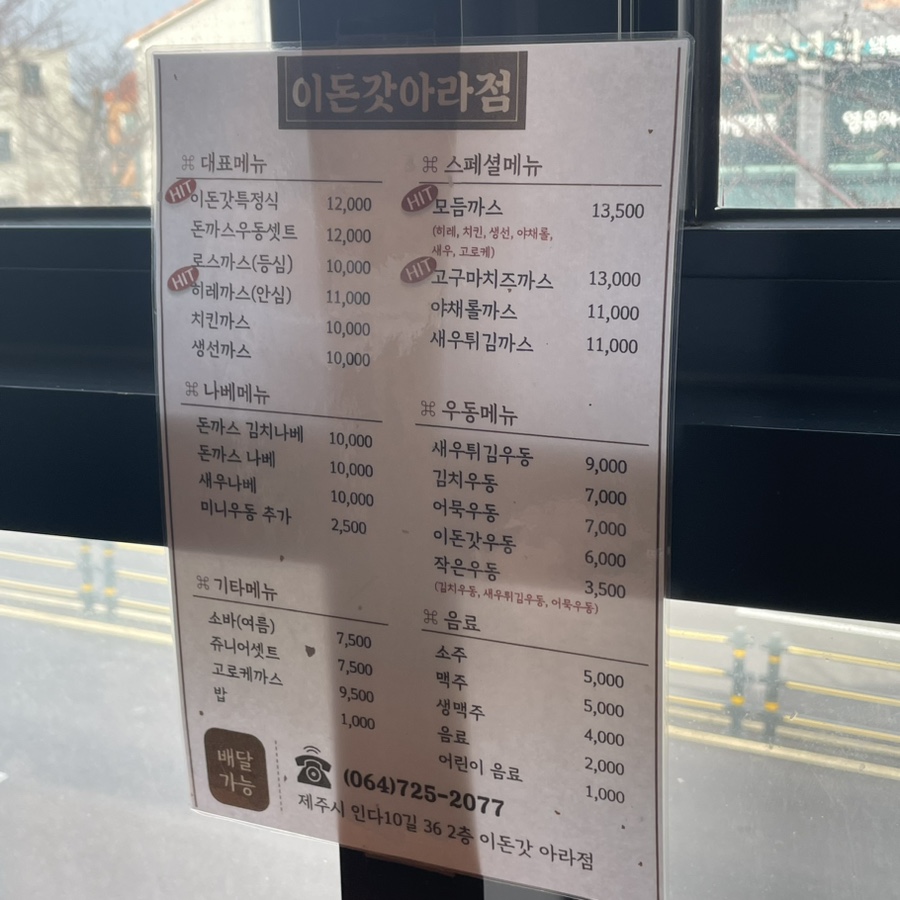 이돈갓아라점
⌘ 대표메뉴
HIT 이돈갓특정식 12,000
돈까스우동셋트 12,000
로스까스(등심) 10,000
HIT 히레까스(안심) 11,000
치킨까스 10,000
생선까스 10,000
⌘ 나베메뉴
돈까스 김치나베 10,000
돈까스 나베 10,000
새우나베 10,000
미니우동 추가 2,500
⌘ 기타메뉴
소바(여름) 7,500
쥬니어셋트 7,500
고로케까스 9,500
밥 1,000
⌘ 스페셜메뉴
HIT 모듬까스 13,500
(히레, 치킨, 생선, 야채롤,
새우, 고로케)
HIT 고구마치즈까스 13,000
야채롤까스 11,000
새우튀김까스 11,000
⌘ 우동메뉴
새우튀김우동 9,000
김치우동 7,000
어묵우동 7,000
이돈갓우동 6,000
작은우동 3,500
(김치우동, 새우튀김우동, 어묵우동)
⌘ 음료
소주 5,000
맥주 5,000
생맥주 4,000
음료 2,000
어린이 음료 1,000
배달
가능
(064)725-2077
제주시 인다10길 36 2층 이돈갓 아라점